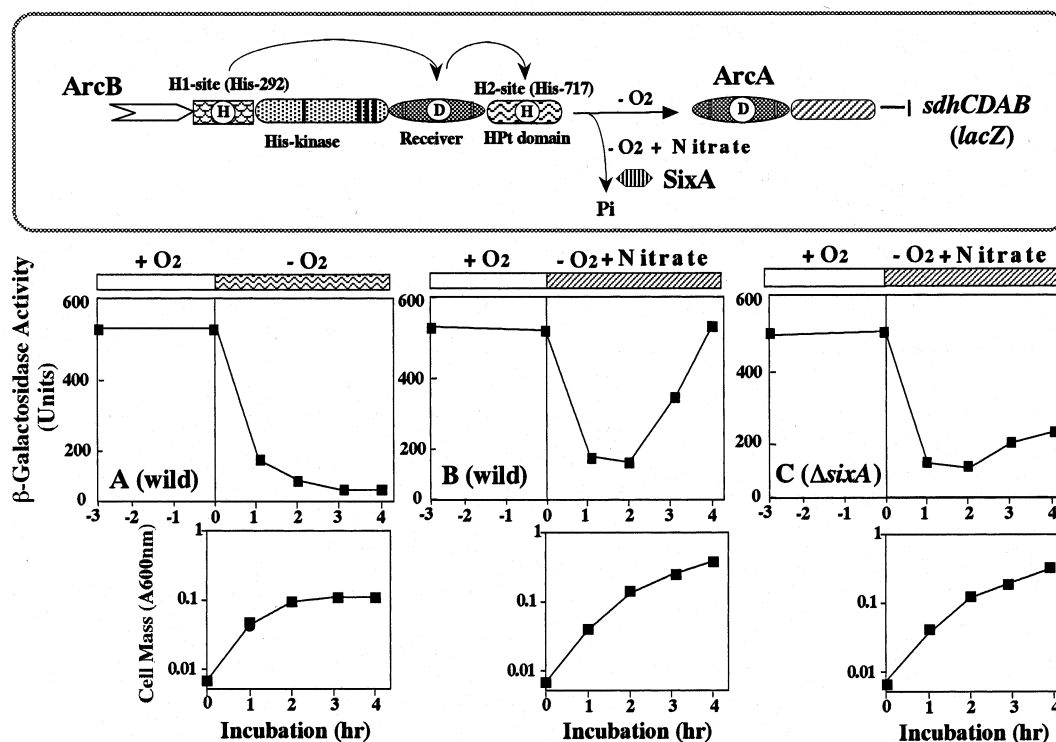 ArcB
H1-site (His-292)
H
His-kinase
D
Receiver
H2-site (His-717)
H
HPt domain
- O2
- O2 + Nitrate
SixA
Pi
ArcA
D
sdhCDAB
(lacZ)
+ O2 - O2
+ O2 - O2 + Nitrate
+ O2 - O2 + Nitrate
β-Galactosidase Activity
(Units)
600
400
200
0
A (wild)
-3 -2 -1 0 1 2 3 4
600
400
200
0
B (wild)
-3 -2 -1 0 1 2 3 4
600
400
200
0
C (ΔsixA)
-3 -2 -1 0 1 2 3 4
Cell Mass (A600nm)
1
0.1
0.01
0 1 2 3 4
Incubation (hr)
1
0.1
0.01
0 1 2 3 4
Incubation (hr)
1
0.1
0.01
0 1 2 3 4
Incubation (hr)